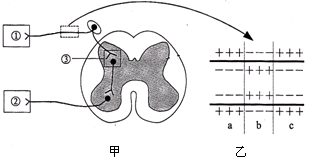 ①
③
②
+++ --- +++
--- +++ ---
--- +++ ---
+++ --- +++
a b c
甲 乙